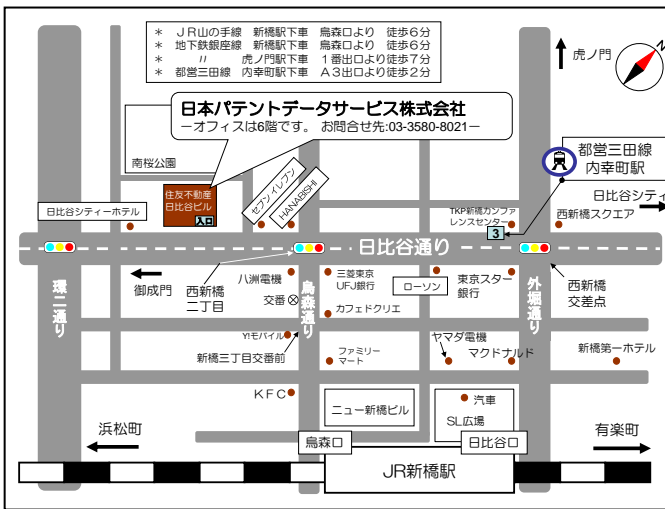 * JR山の手線 新橋駅下車 烏森口より 徒歩6分
* 地下鉄銀座線 新橋駅下車 烏森口より 徒歩6分
* 〃 虎ノ門駅下車 1番出口より徒歩7分
* 都営三田線 内幸町駅下車 A3出口より徒歩2分
虎ノ門
N
日本パテントデータサービス株式会社
−オフィスは6階です。 お問合せ先:03-3580-8021−
都営三田線
内幸町駅
南桜公園
住友不動産
日比谷ビル
入口
セブンイレブン
HANABISHI
日比谷シティーホテル
TKP新橋カンファ
レンスセンター
3
日比谷シティ
西新橋スクエア
日比谷通り
御成門
西新橋
二丁目
八洲電機
交番
三菱東京
UFJ銀行
カフェドクリエ
ローソン
東京スター
銀行
西新橋
交差点
環二通り
烏森通り
外堀通り
Y!モバイル
新橋三丁目交番前
ファミリー
マート
ヤマダ電機
マクドナルド
新橋第一ホテル
KFC
ニュー新橋ビル
汽車
SL広場
浜松町
烏森口
日比谷口
有楽町
JR新橋駅